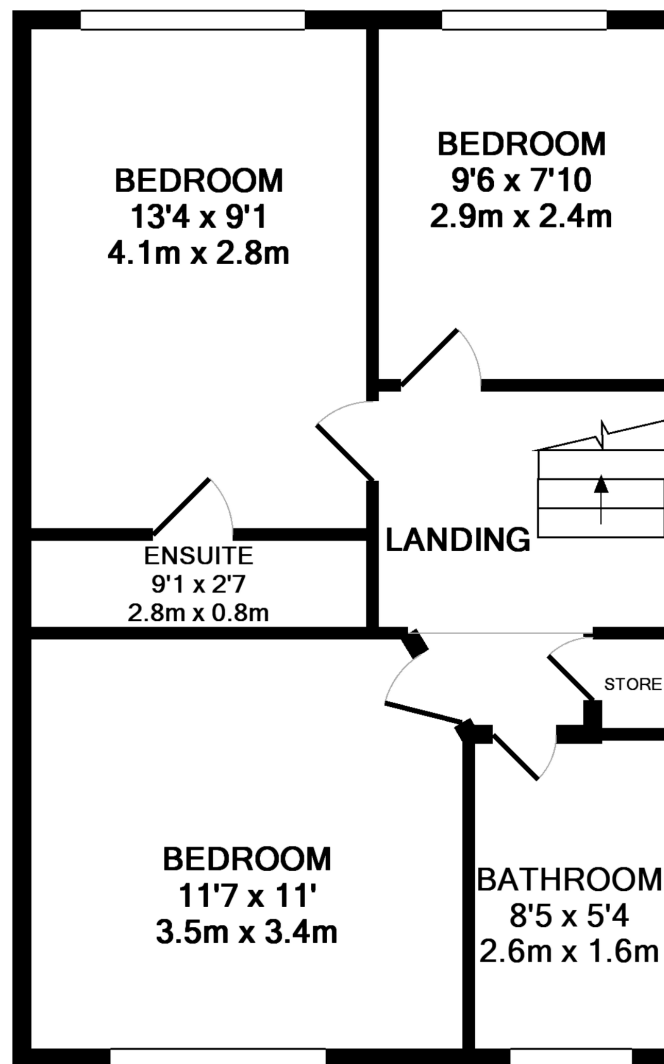 BEDROOM
13'4 x 9'1
4.1m x 2.8m
BEDROOM
9'6 x 7'10
2.9m x 2.4m
LANDING
ENSUITE
9'1 x 2'7
2.8m x 0.8m
STORE
BEDROOM
11'7 x 11'
3.5m x 3.4m
BATHROOM
8'5 x 5'4
2.6m x 1.6m